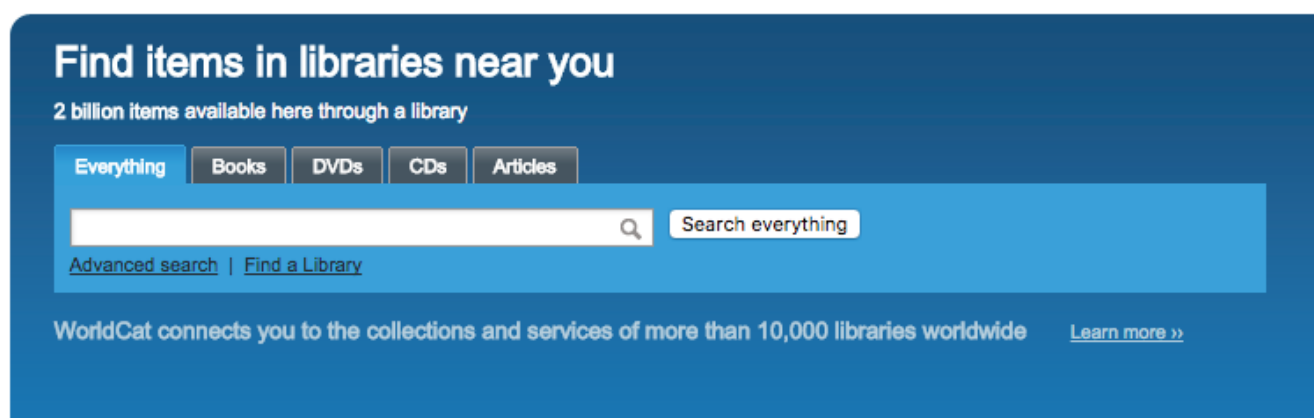 Find items in libraries near you
2 billion items available here through a library
Everything Books DVDs CDs Articles
Search everything
Advanced search | Find a Library
WorldCat connects you to the collections and services of more than 10,000 libraries worldwide Learn more ››